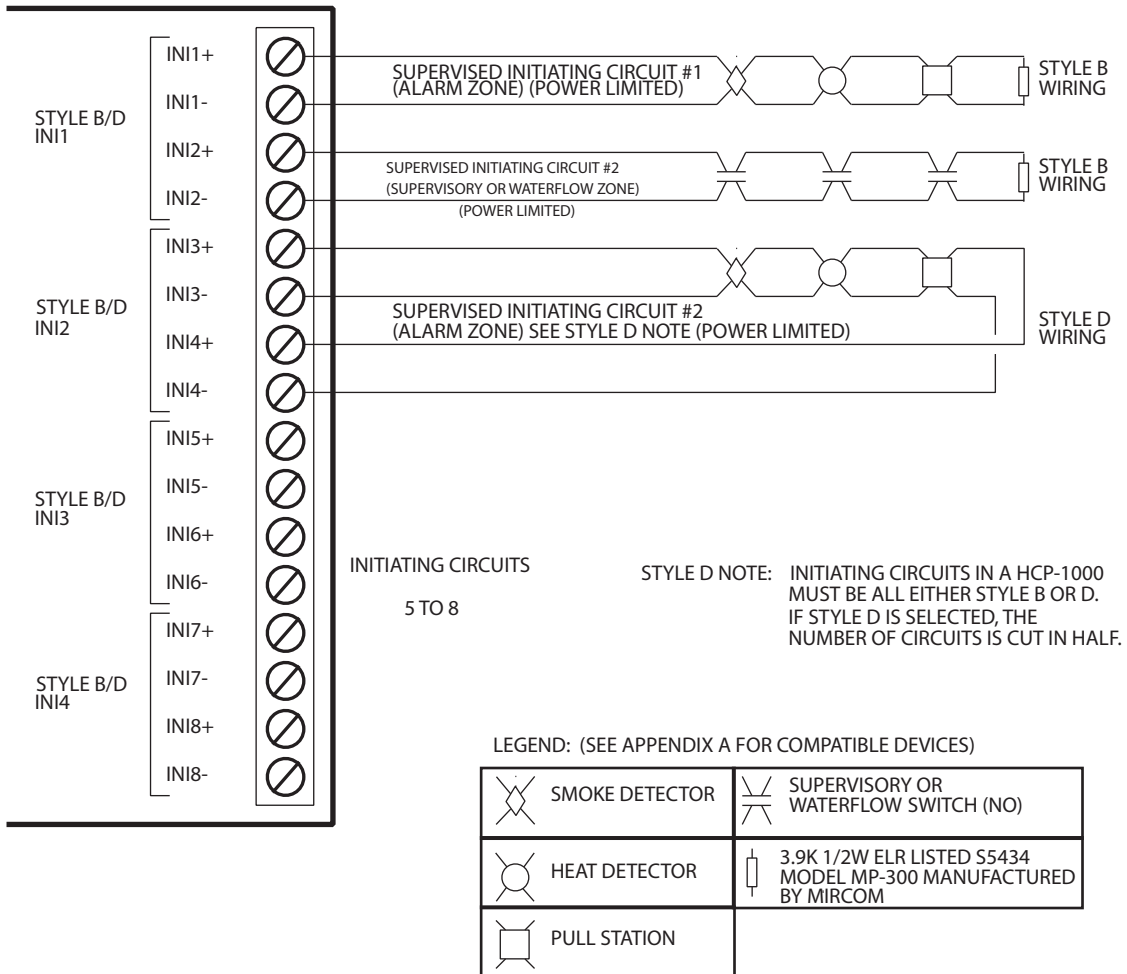 STYLE B/D
INI1
INI1+
INI1-
INI2+
INI2-
STYLE B/D
INI2
INI3+
INI3-
INI4+
INI4-
STYLE B/D
INI3
INI5+
INI5-
INI6+
INI6-
STYLE B/D
INI4
INI7+
INI7-
INI8+
INI8-
SUPERVISED INITIATING CIRCUIT #1
(ALARM ZONE) (POWER LIMITED)
STYLE B
WIRING
SUPERVISED INITIATING CIRCUIT #2
(SUPERVISORY OR WATERFLOW ZONE)
(POWER LIMITED)
STYLE B
WIRING
SUPERVISED INITIATING CIRCUIT #2
(ALARM ZONE) SEE STYLE D NOTE (POWER LIMITED)
STYLE D
WIRING
INITIATING CIRCUITS
5 TO 8
STYLE D NOTE: INITIATING CIRCUITS IN A HCP-1000
MUST BE ALL EITHER STYLE B OR D.
IF STYLE D IS SELECTED, THE
NUMBER OF CIRCUITS IS CUT IN HALF.
LEGEND: (SEE APPENDIX A FOR COMPATIBLE DEVICES)
SMOKE DETECTOR
SUPERVISORY OR
WATERFLOW SWITCH (NO)
HEAT DETECTOR
3.9K 1/2W ELR LISTED S5434
MODEL MP-300 MANUFACTURED
BY MIRCOM
PULL STATION